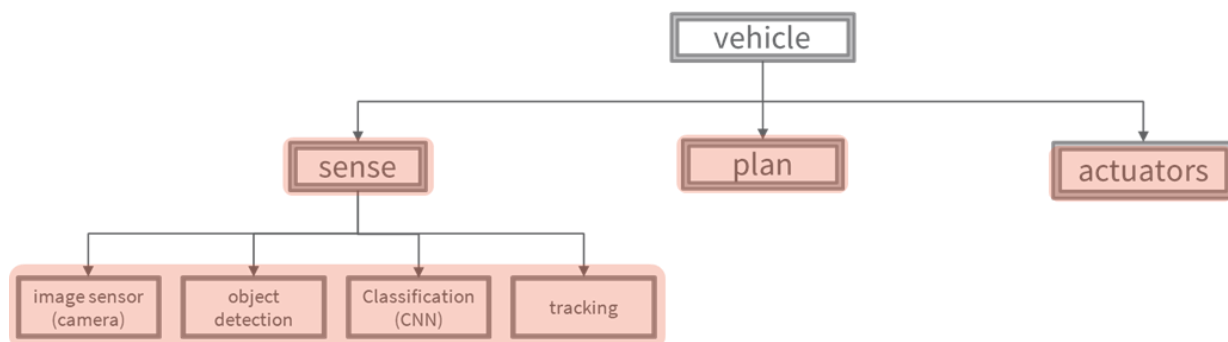 vehicle
sense
plan
actuators
image sensor
(camera)
object
detection
Classification
(CNN)
tracking